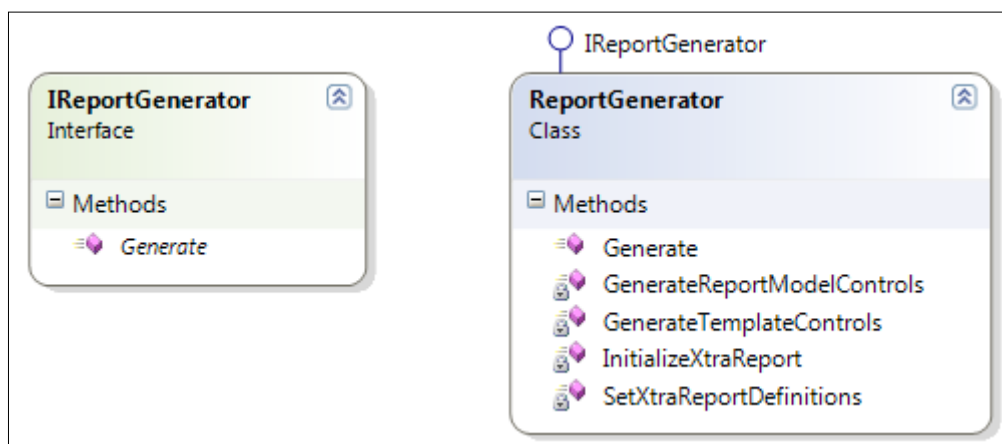 IReportGenerator
IReportGenerator
Interface
Methods
Generate
ReportGenerator
Class
Methods
Generate
GenerateReportModelControls
GenerateTemplateControls
InitializeXtraReport
SetXtraReportDefinitions